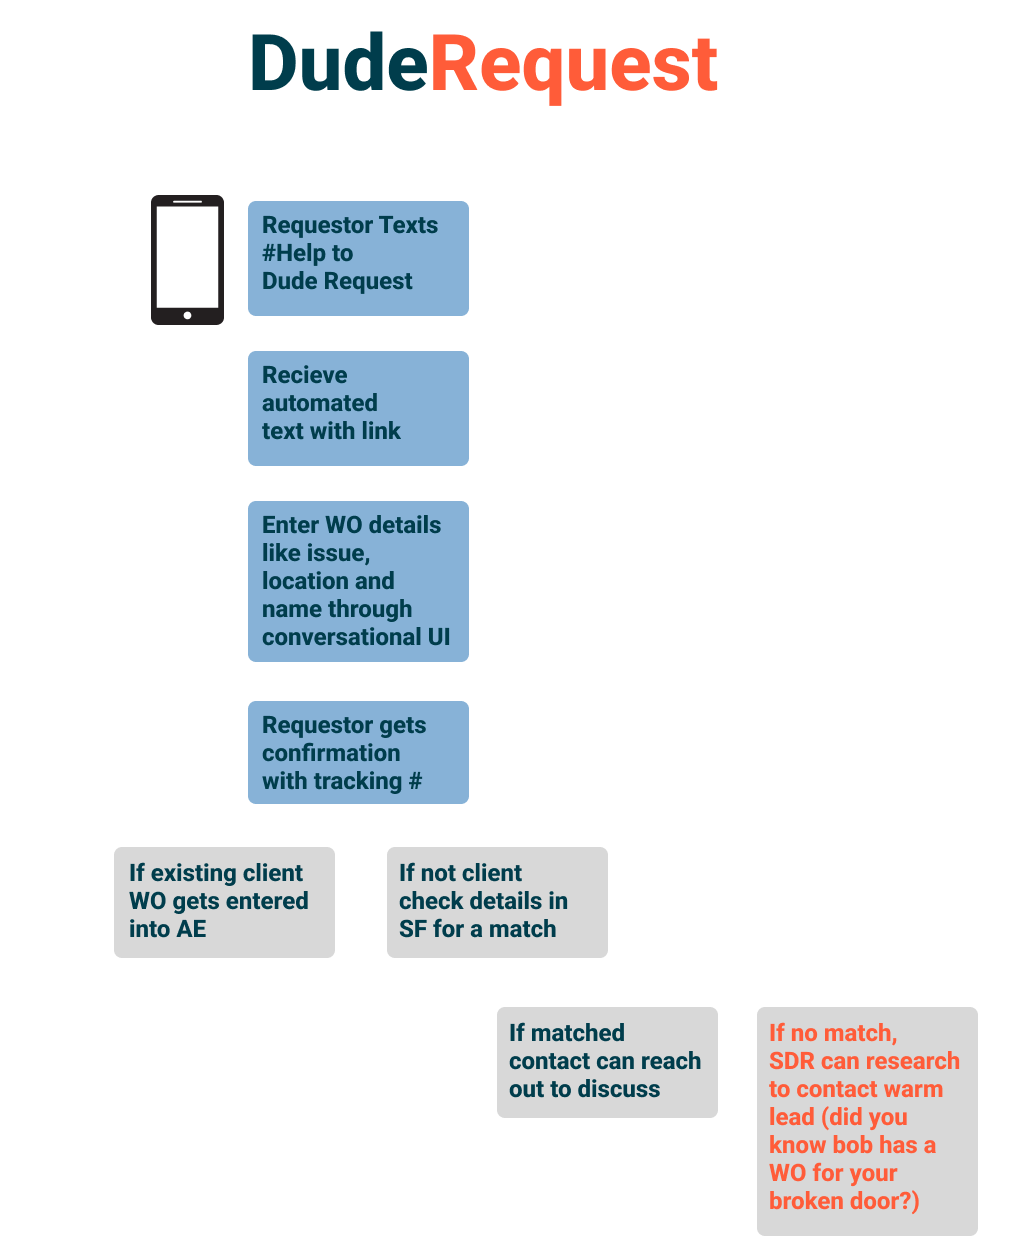 DudeRequest
Requestor Texts
#Help to
Dude Request
Recieve
automated
text with link
Enter WO details
like issue,
location and
name through
conversational UI
Requestor gets
confirmation
with tracking #
If existing client
WO gets entered
into AE
If not client
check details in
SF for a match
If matched
contact can reach
out to discuss
If no match,
SDR can research
to contact warm
lead (did you
know bob has a
WO for your
broken door?)